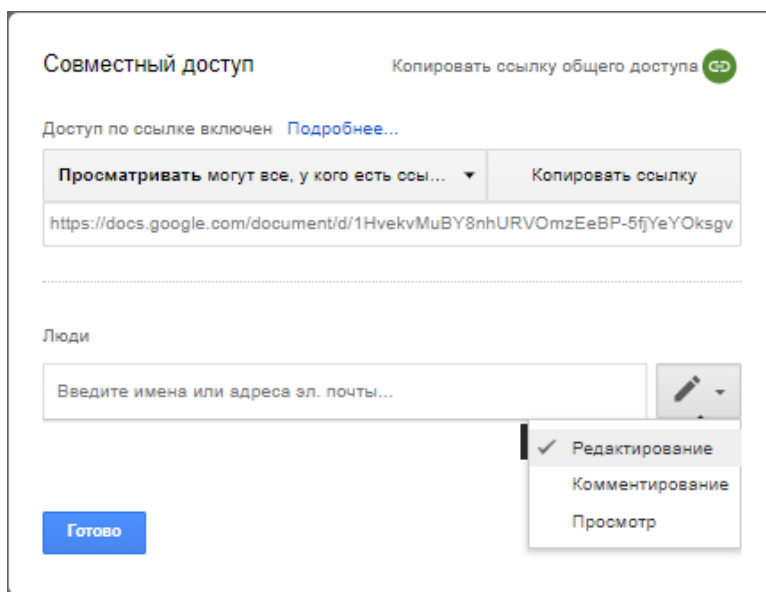 Совместный доступ
Копировать ссылку общего доступа
Доступ по ссылке включен Подробнее...
Просматривать могут все, у кого есть ссы... Копировать ссылку
https://docs.google.com/document/d/1HvekvMuBY8nhURVOmzEeBP-5fjYeYOksgv
Люди
Введите имена или адреса эл. почты...
Редактирование
Комментирование
Просмотр
Готово